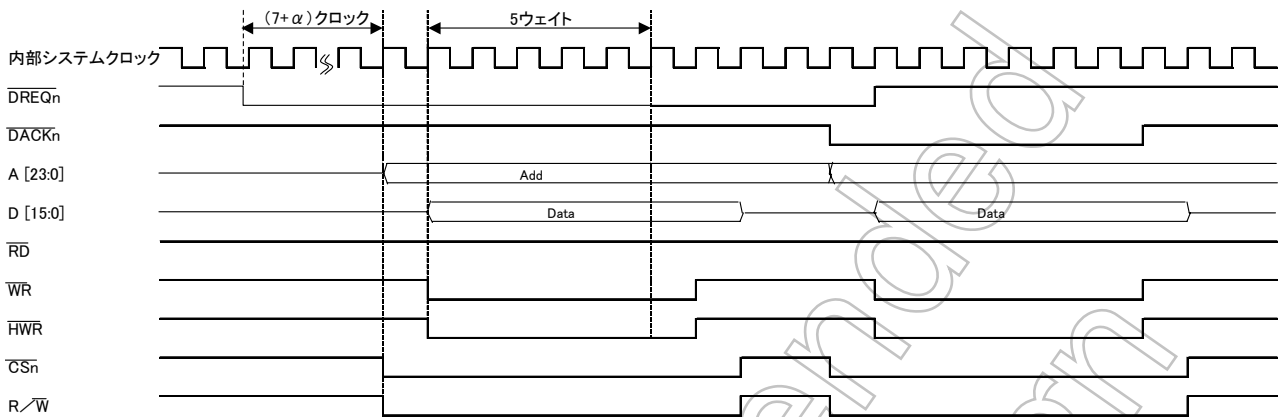 (7+α)クロック
5ウェイト
内部システムクロック
DREQn
DACKn
A [23:0]
Add
D [15:0]
Data
Data
RD
WR
HWR
CSn
R/W